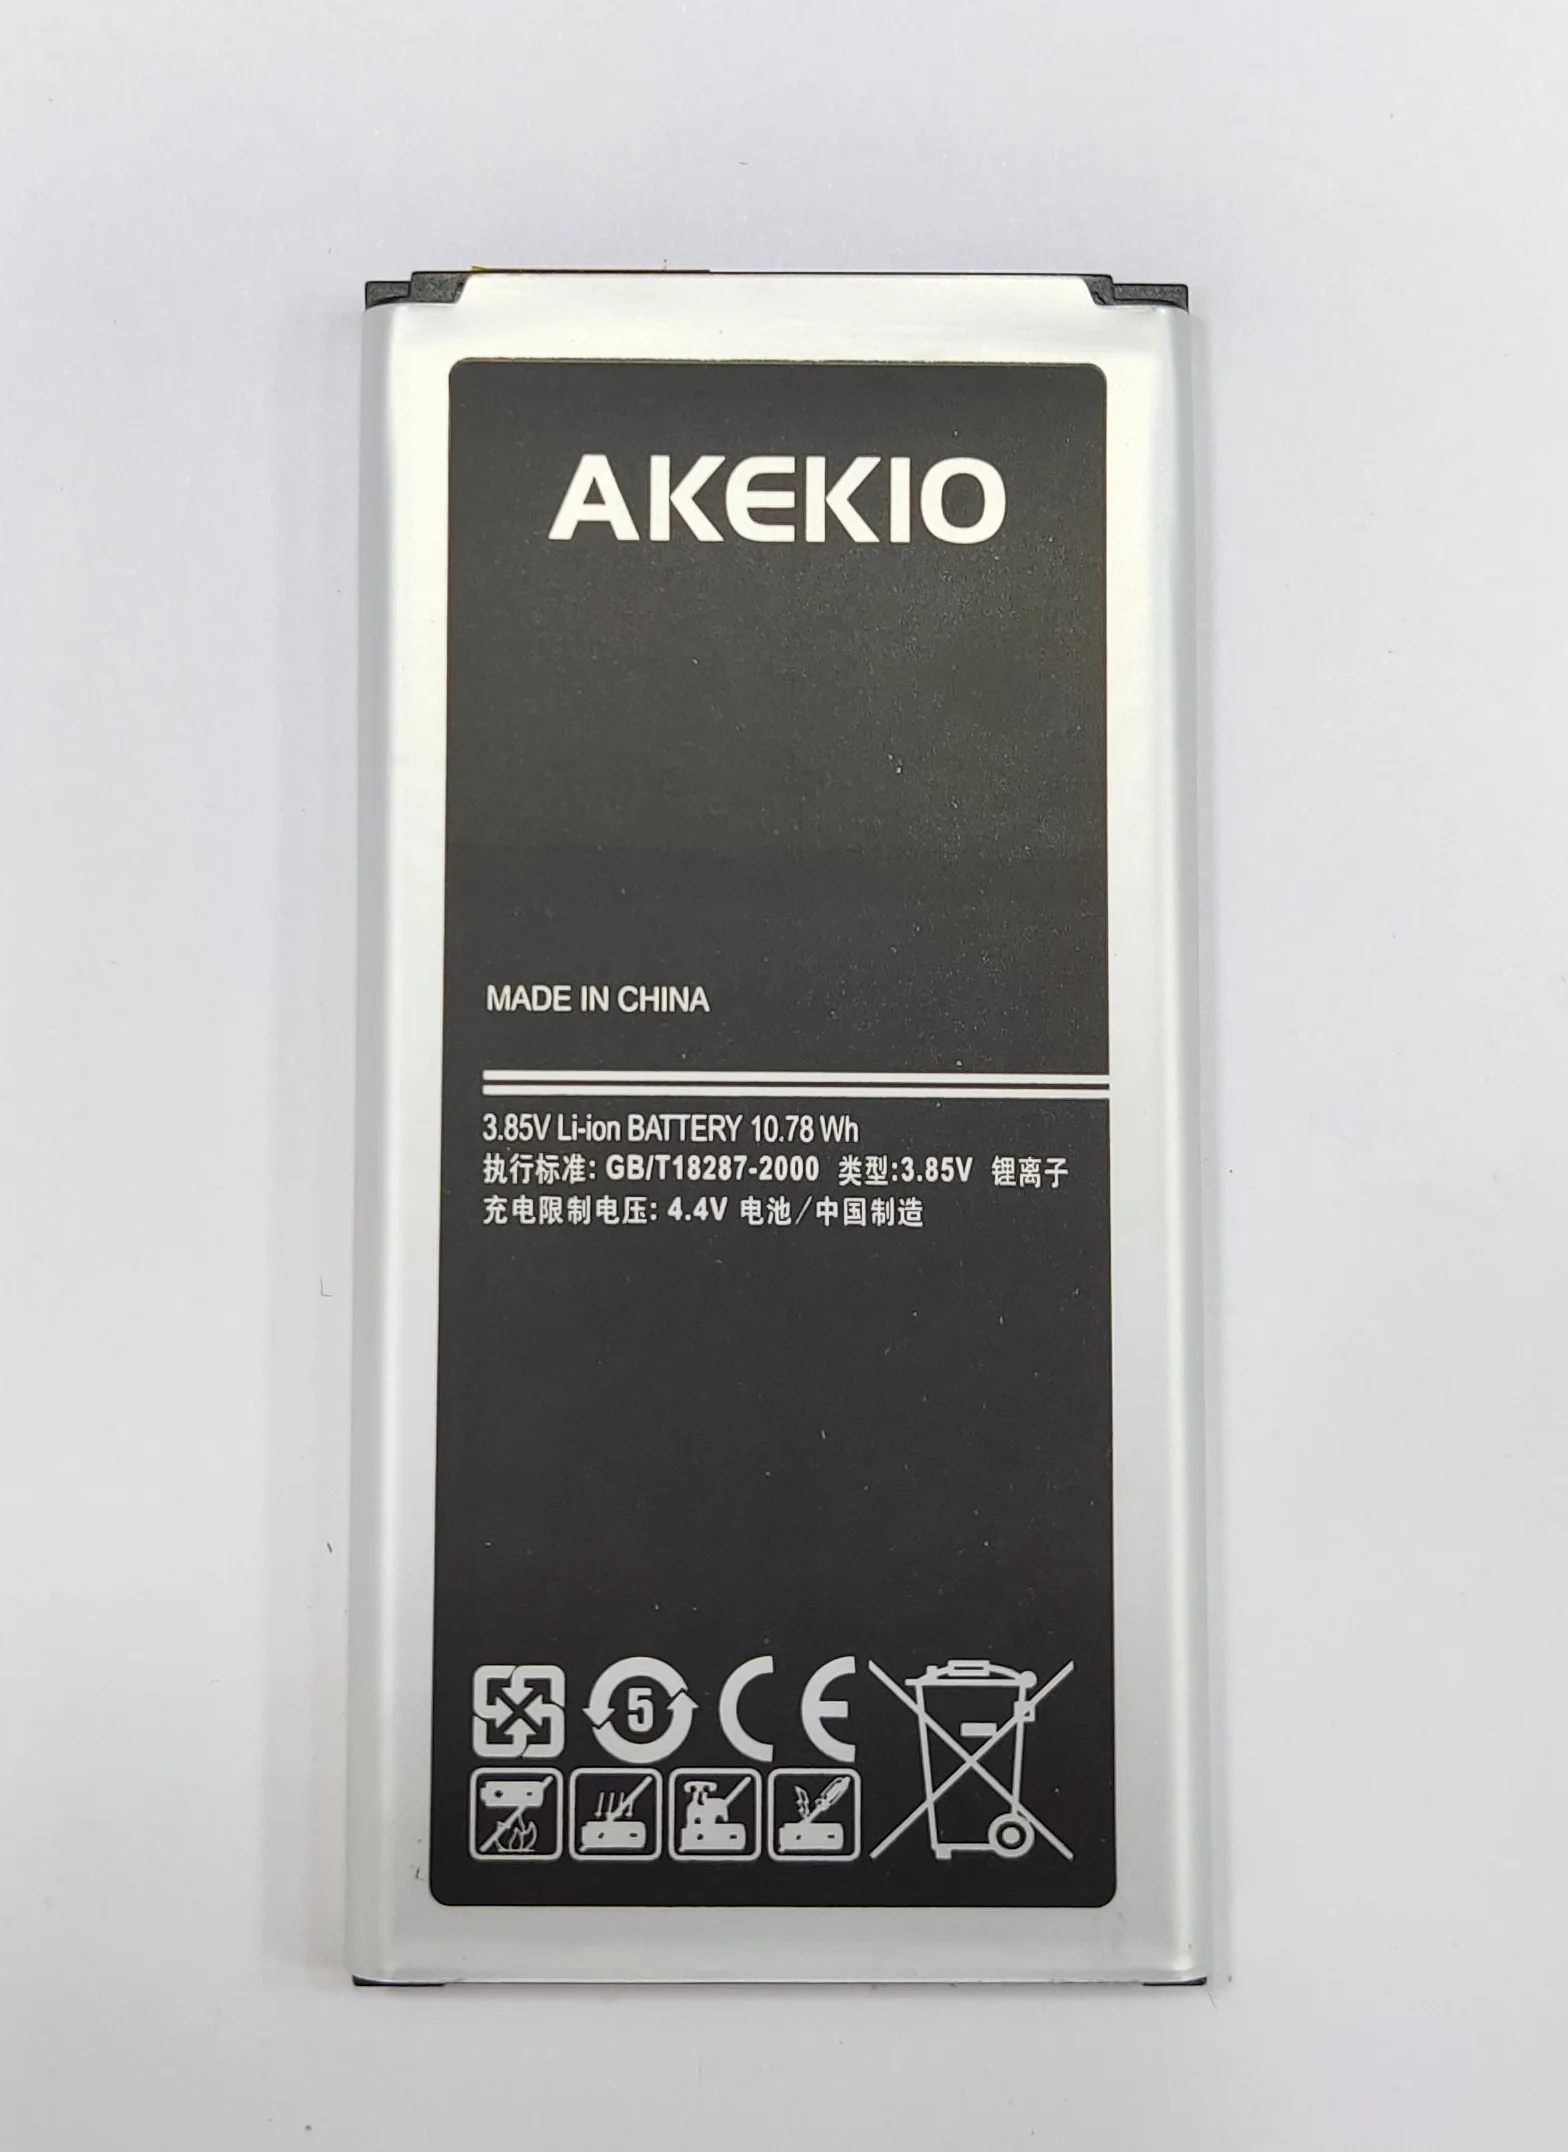 AKEKIO
MADE IN CHINA
3.85V Li-ion BATTERY 10.78 Wh
执行标准: GB/T18287-2000 类型:3.85V 锂离子
充电限制电压: 4.4V 电池/中国制造
5 CE